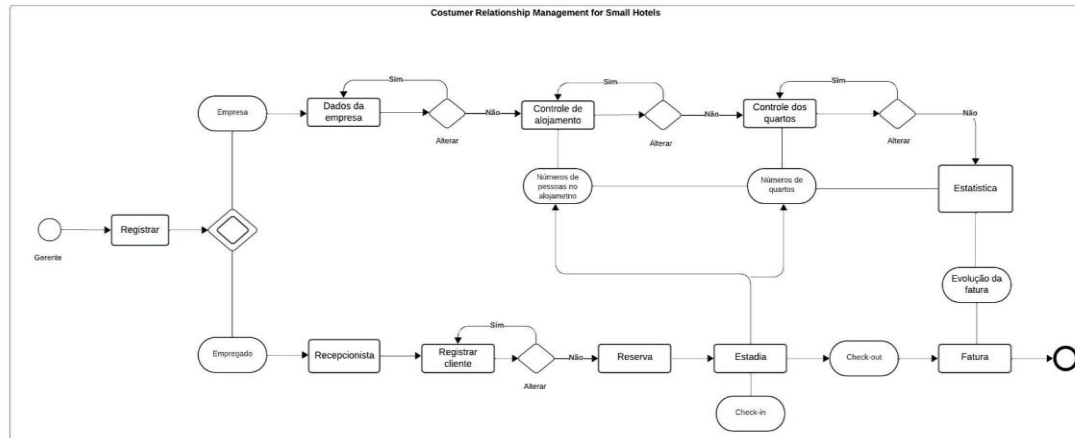 Costumer Relationship Management for Small Hotels
Sim
Sim
Sim
Empresa
Dados da
empresa
Não
Controle de
alojamento
Não
Controle dos
quartos
Não
Alterar
Alterar
Alterar
Números de
pessoas no
alojametno
Números de
quartos
Estatistica
Registrar
Gerente
Evolução da
fatura
Sim
Empregado
Recepcionista
Registrar
cliente
Não
Reserva
Estadia
Check-out
Fatura
Alterar
Check-in